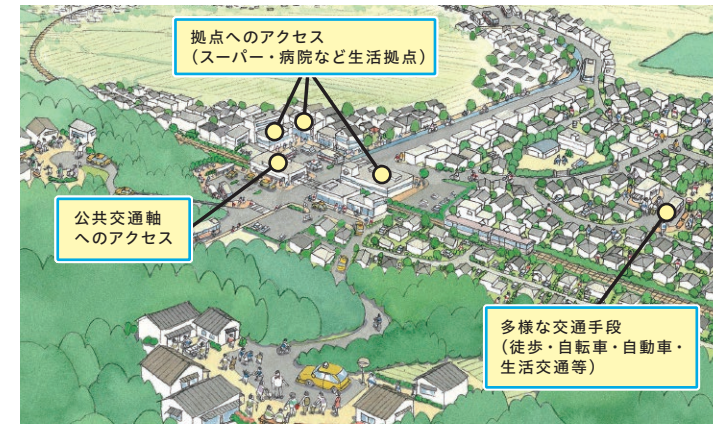 拠点へのアクセス
（スーパー・病院など生活拠点）
公共交通軸
へのアクセス
多様な交通手段
（徒歩・自転車・自動車・
生活交通等）